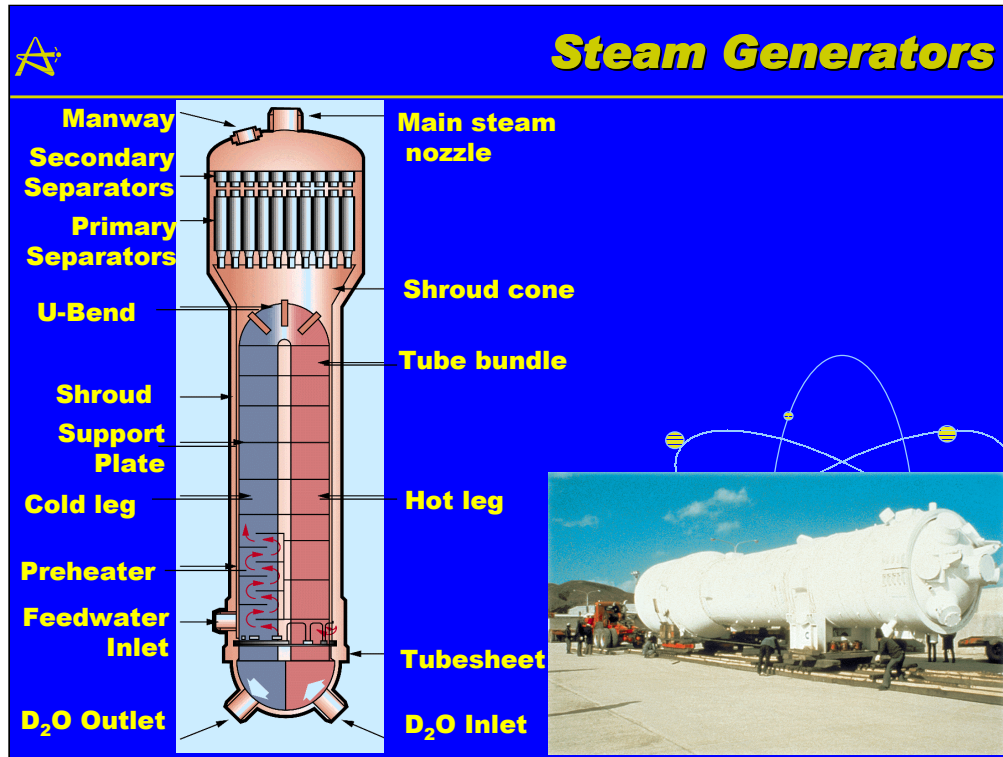 Steam Generators
Manway
Secondary
Separators
Primary
Separators
U-Bend
Shroud
Support
Plate
Cold leg
Preheater
Feedwater
Inlet
D₂O Outlet
Main steam
nozzle
Shroud cone
Tube bundle
Hot leg
Tubesheet
D₂O Inlet